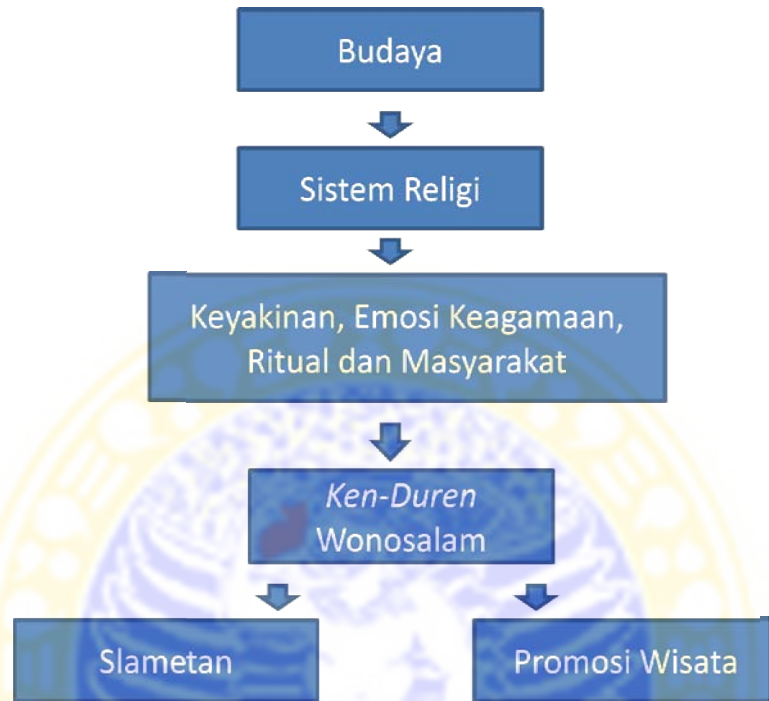 Budaya
Sistem Religi
Keyakinan, Emosi Keagamaan,
Ritual dan Masyarakat
Ken-Duren
Wonosalam
Slametan
Promosi Wisata